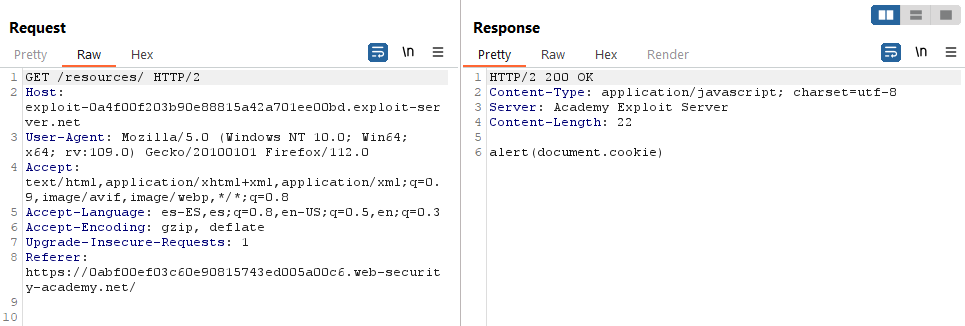 Request
Pretty Raw Hex
\n
1 GET /resources/ HTTP/2
2 Host:
exploit-0a4f00f203b90e88815a42a701ee00bd.exploit-ser
ver.net
3 User-Agent: Mozilla/5.0 (Windows NT 10.0; Win64;
x64; rv:109.0) Gecko/20100101 Firefox/112.0
4 Accept:
text/html,application/xhtml+xml,application/xml;q=0.
9,image/avif,image/webp,*/*;q=0.8
5 Accept-Language: es-ES,es;q=0.8,en-US;q=0.5,en;q=0.3
6 Accept-Encoding: gzip, deflate
7 Upgrade-Insecure-Requests: 1
8 Referer:
https://0abf00ef03c60e90815743ed005a00c6.web-securit
y-academy.net/
9
10
Response
Pretty Raw Hex Render
\n
1 HTTP/2 200 OK
2 Content-Type: application/javascript; charset=utf-8
3 Server: Academy Exploit Server
4 Content-Length: 22
5
6 alert(document.cookie)